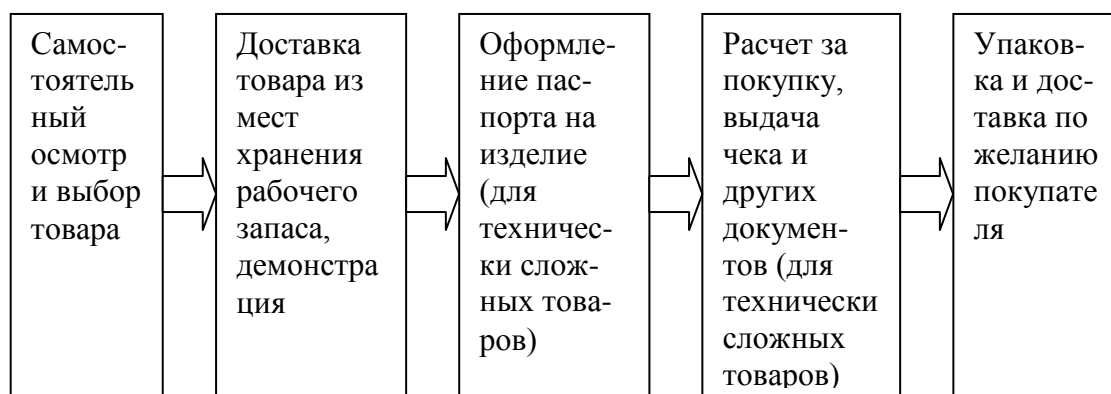 Самос-
тоятель
ный
осмотр
и выбор
товара
Доставка
товара из
мест
хранения
рабочего
запаса,
демонстра
ция
Оформле-
ние пас-
порта на
изделие
(для
техничес-
ки слож-
ных това-
ров)
Расчет за
покупку,
выдача
чека и
других
докумен-
тов (для
технически
сложных
товаров)
Упаков-
ка и дос-
тавка по
желанию
покупате
ля